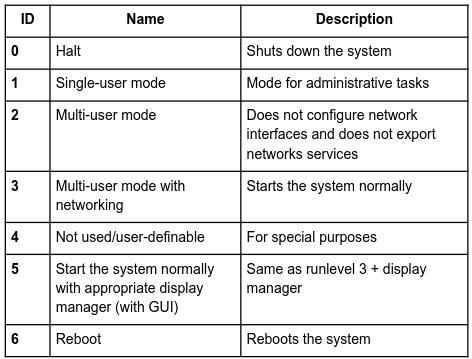 ID Name Description
0 Halt Shuts down the system
1 Single-user mode Mode for administrative tasks
2 Multi-user mode Does not configure network
interfaces and does not export
networks services
3 Multi-user mode with Starts the system normally
networking
4 Not used/user-definable For special purposes
5 Start the system normally Same as runlevel 3 + display
with appropriate display manager
manager (with GUI)
6 Reboot Reboots the system